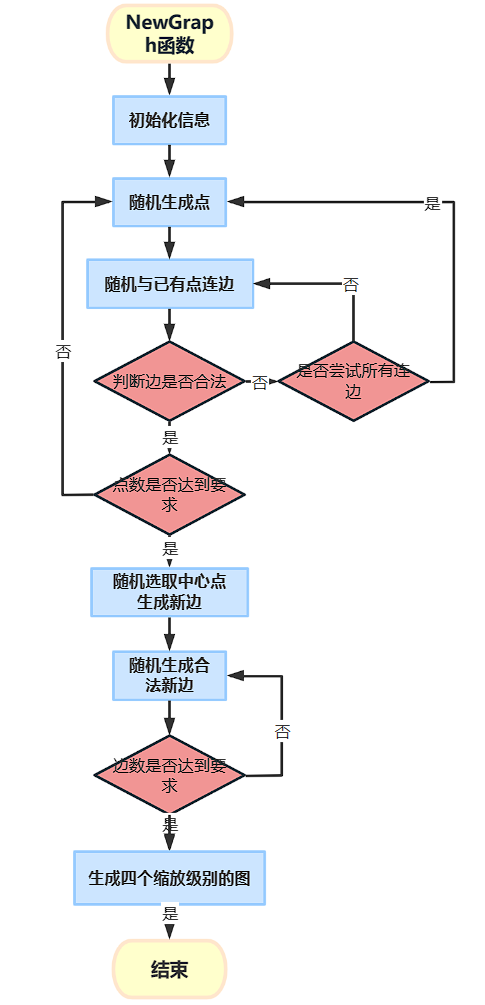 NewGrap
h函数
初始化信息
随机生成点
是
随机与已有点连边
否
否
判断边是否合法
否
是否尝试所有连
边
是
点数是否达到要
求
是
随机选取中心点
生成新边
随机生成合
法新边
否
边数是否达到要
求
是
生成四个缩放级别的图
是
结束